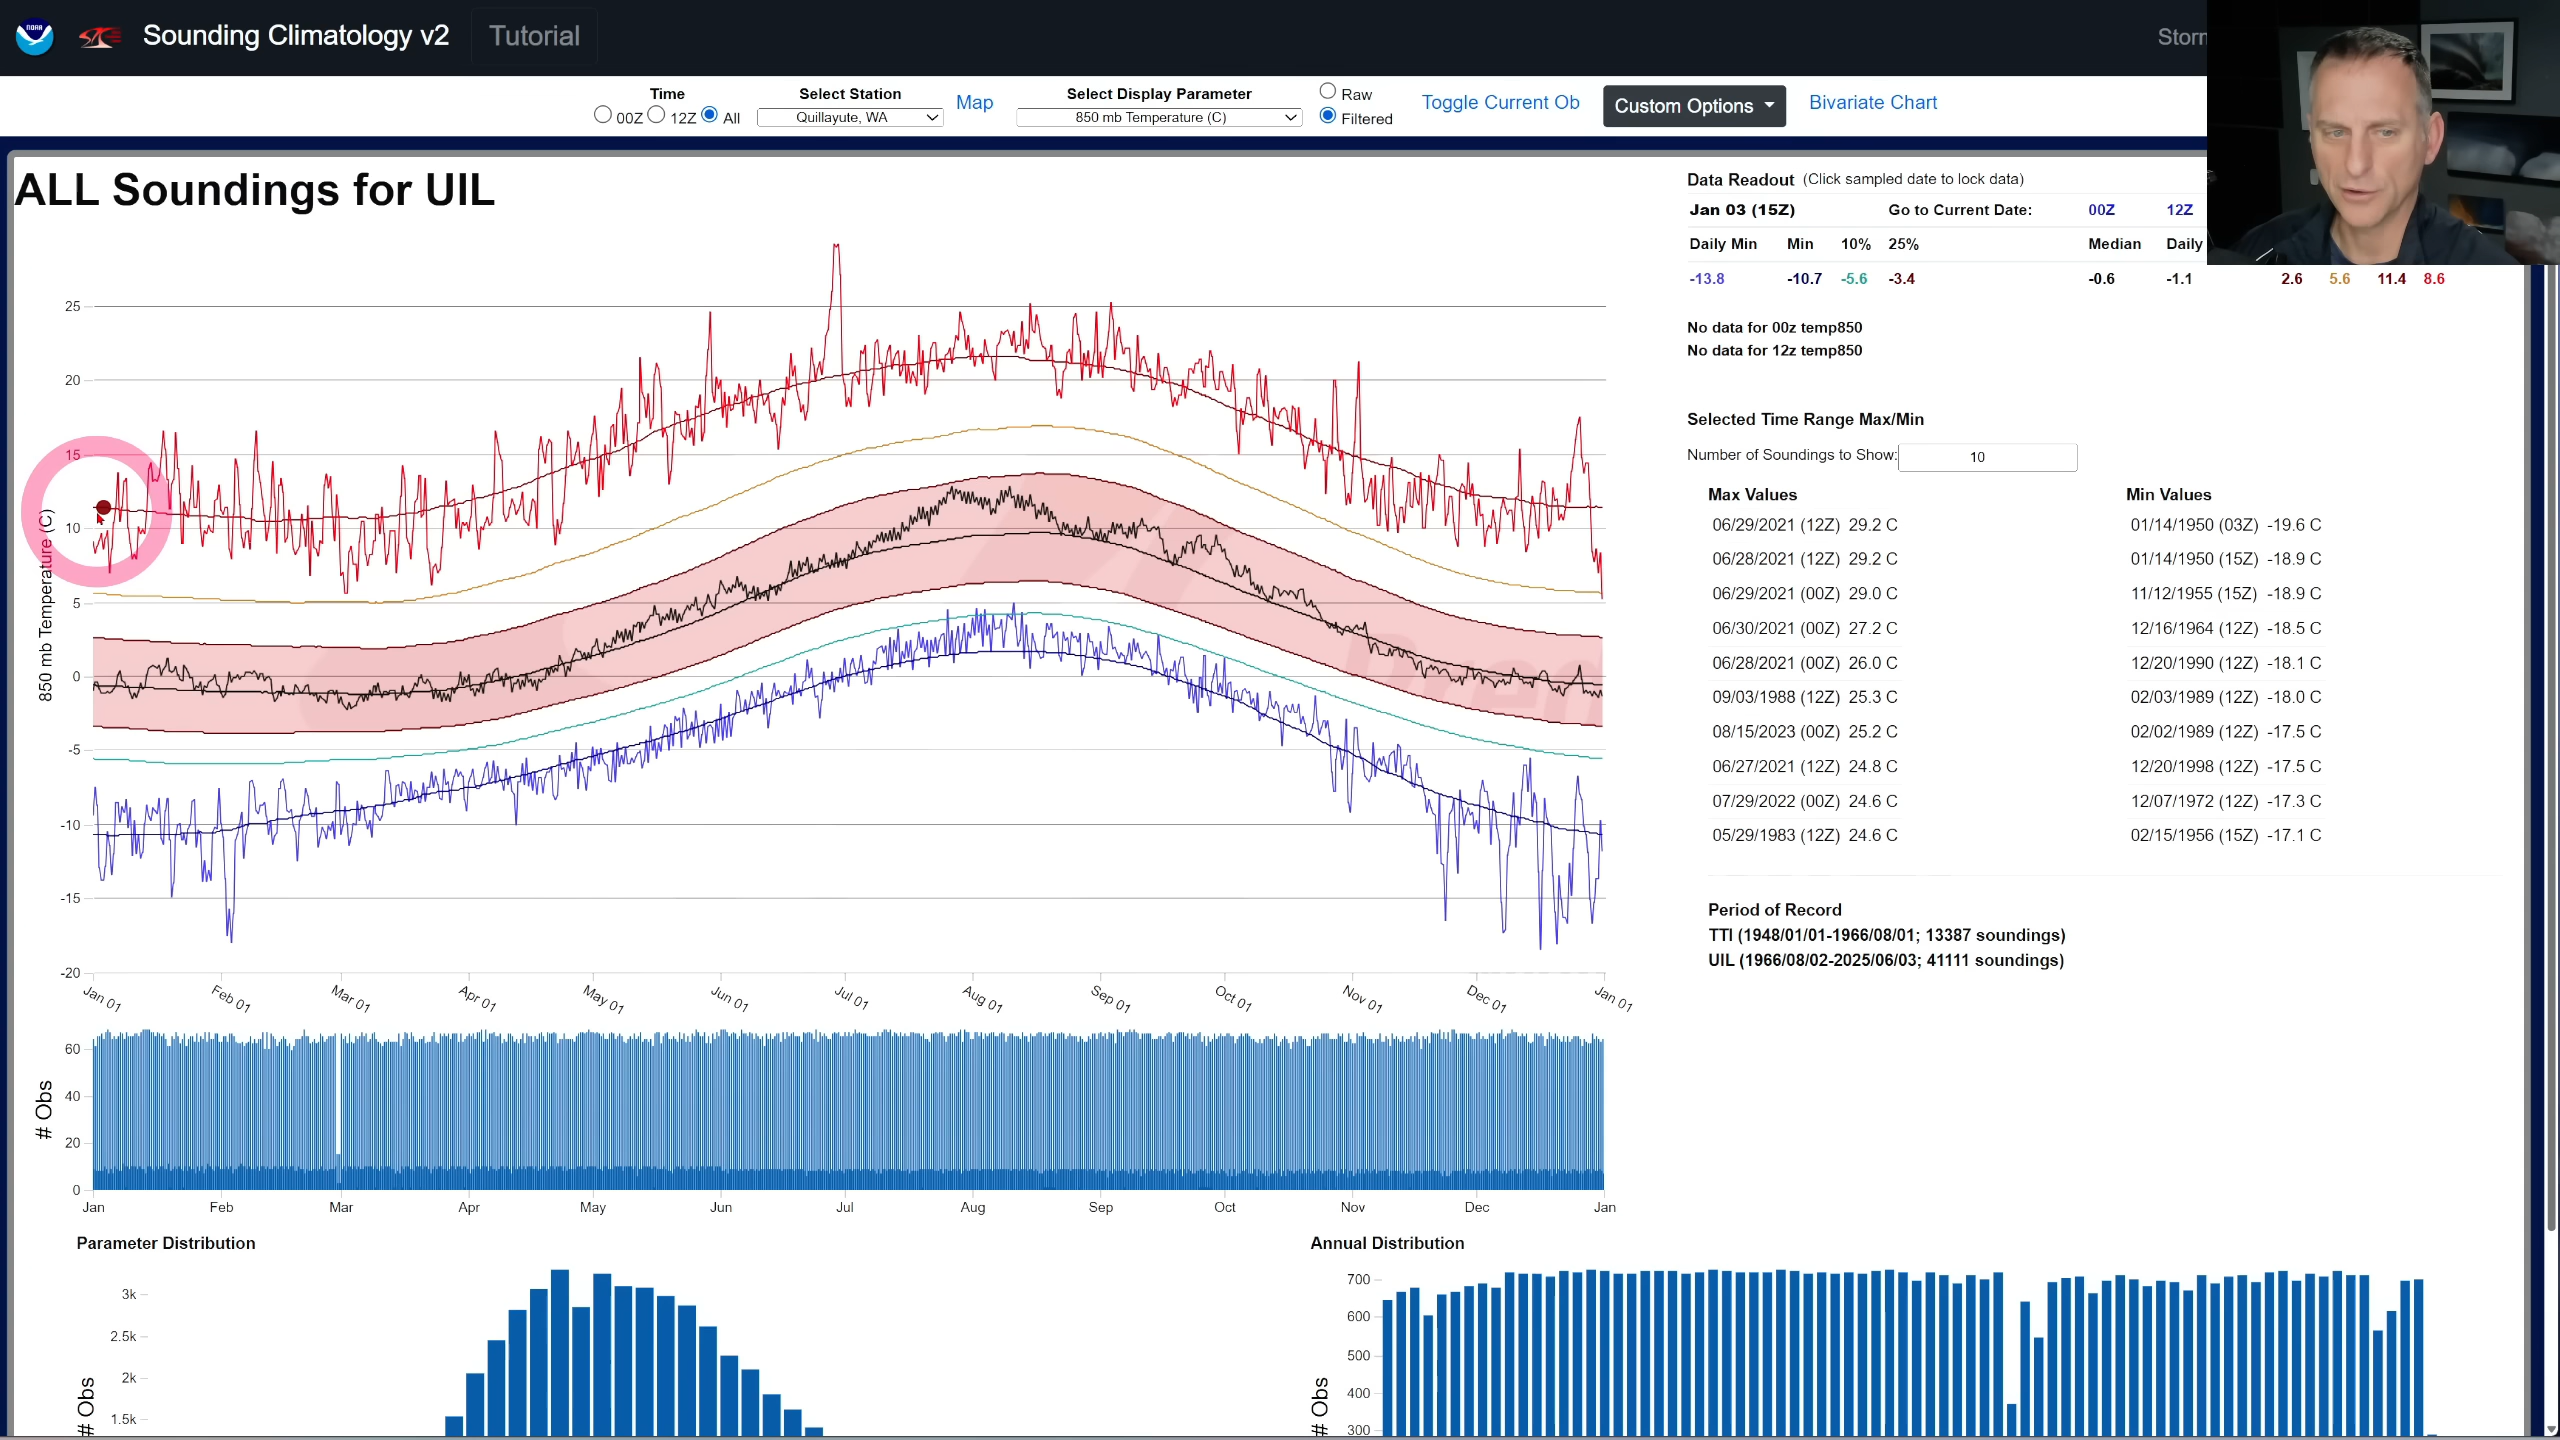 NOAA
Sounding Climatology v2
Tutorial
Time
00Z 12Z All
Select Station
Quillayute, WA
Map
Select Display Parameter
850 mb Temperature (C)
Raw
Filtered
Toggle Current Ob
Custom Options
Bivariate Chart
ALL Soundings for UIL
Data Readout (Click sampled date to lock data)
Jan 03 (15Z) Go to Current Date: 00Z 12Z
Daily Min Min 10% 25% Median Daily
-13.8 -10.7 -5.6 -3.4 -0.6 -1.1 2.6 5.6 11.4 8.6
No data for 00z temp850
No data for 12z temp850
Selected Time Range Max/Min
Number of Soundings to Show: 10
Max Values Min Values
06/29/2021 (12Z) 29.2 C 01/14/1950 (03Z) -19.6 C
06/28/2021 (12Z) 29.2 C 01/14/1950 (15Z) -18.9 C
06/29/2021 (00Z) 29.0 C 11/12/1955 (15Z) -18.9 C
06/30/2021 (00Z) 27.2 C 12/16/1964 (12Z) -18.5 C
06/28/2021 (00Z) 26.0 C 12/20/1990 (12Z) -18.1 C
09/03/1988 (12Z) 25.3 C 02/03/1989 (12Z) -18.0 C
08/15/2023 (00Z) 25.2 C 02/02/1989 (12Z) -17.5 C
06/27/2021 (12Z) 24.8 C 12/20/1998 (12Z) -17.5 C
07/29/2022 (00Z) 24.6 C 12/07/1972 (12Z) -17.3 C
05/29/1983 (12Z) 24.6 C 02/15/1956 (15Z) -17.1 C
Period of Record
TTI (1948/01/01-1966/08/01; 13387 soundings)
UIL (1966/08/02-2025/06/03; 41111 soundings)
850 mb Temperature (C)
25
20
15
10
5
0
-5
-10
-15
-20
Jan 01 Feb 01 Mar 01 Apr 01 May 01 Jun 01 Jul 01 Aug 01 Sep 01 Oct 01 Nov 01 Dec 01 Jan 01
# Obs
60
40
20
0
Jan Feb Mar Apr May Jun Jul Aug Sep Oct Nov Dec Jan
Parameter Distribution
# Obs
3k
2.5k
2k
1.5k
Annual Distribution
# Obs
700
600
500
400
300